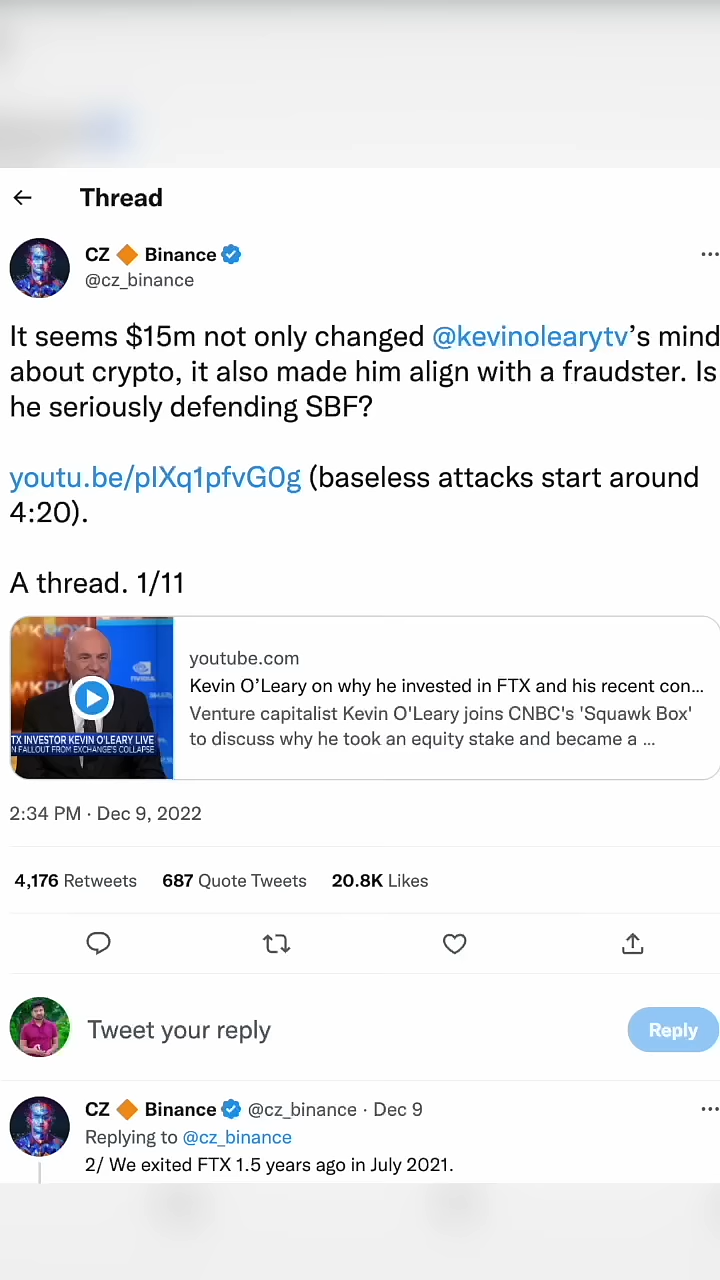 Thread
CZ 🔶 Binance
@cz_binance
It seems $15m not only changed @kevinolearytv's mind
about crypto, it also made him align with a fraudster. Is
he seriously defending SBF?
youtu.be/plXq1pfvG0g (baseless attacks start around
4:20).
A thread. 1/11
NVIDIA
TX INVESTOR KEVIN O'LEARY LIVE
N FALLOUT FROM EXCHANGE'S COLLAPSE
youtube.com
Kevin O'Leary on why he invested in FTX and his recent con...
Venture capitalist Kevin O'Leary joins CNBC's 'Squawk Box'
to discuss why he took an equity stake and became a ...
2:34 PM · Dec 9, 2022
4,176 Retweets 687 Quote Tweets 20.8K Likes
Tweet your reply
Reply
CZ 🔶 Binance @cz_binance · Dec 9
Replying to @cz_binance
2/ We exited FTX 1.5 years ago in July 2021.